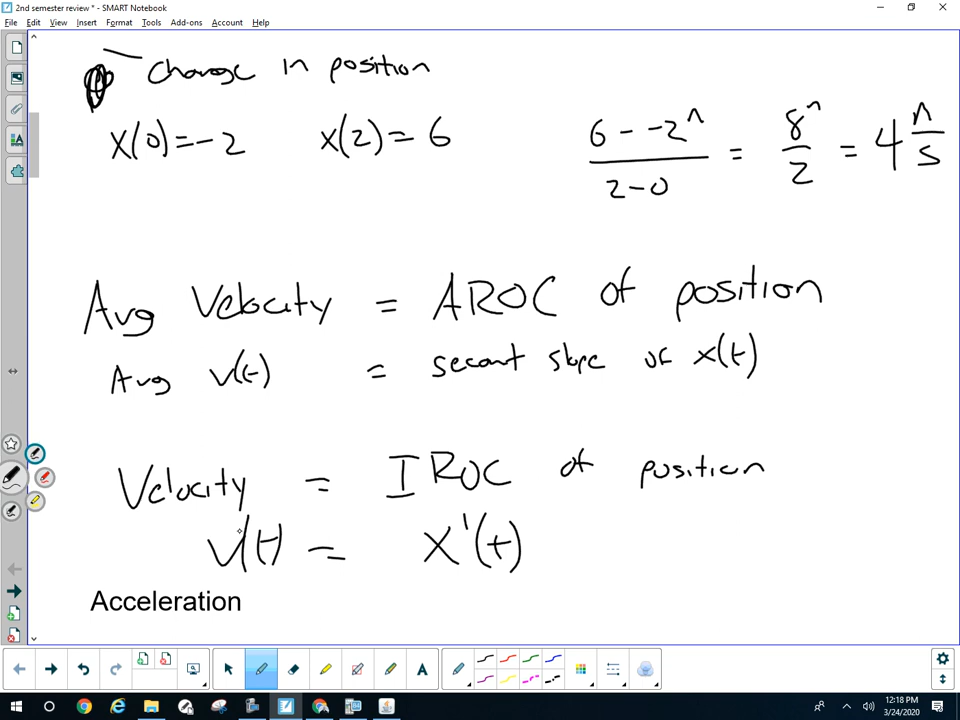 2nd semester review * - SMART Notebook
File Edit View Insert Format Tools Add-ons Account Help
Change in position
x(0)=-2 x(2)=6 6--2m/2-0 = 8m/2 = 4 m/s
Avg Velocity = AROC of position
Avg v(t) = secant slope of x(t)
Velocity = IROC of position
v(t) = x'(t)
Acceleration
A
12:18 PM
3/24/2020